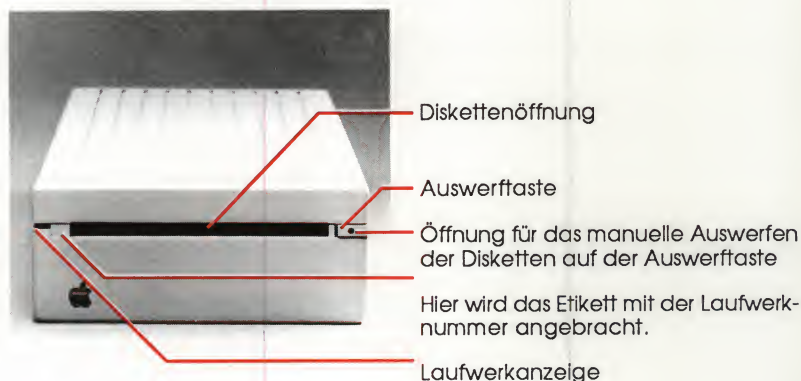 Diskettenöffnung
Auswerftaste
Öffnung für das manuelle Auswerfen
der Disketten auf der Auswerftaste
Hier wird das Etikett mit der Laufwerk-
nummer angebracht.
Laufwerkanzeige